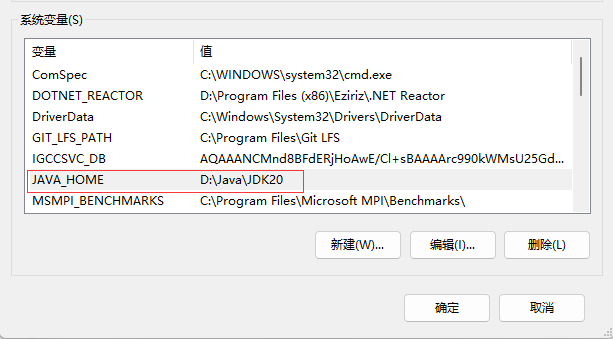 系统变量(S)
变量 值
ComSpec C:\WINDOWS\system32\cmd.exe
DOTNET_REACTOR D:\Program Files (x86)\Eziriz\.NET Reactor
DriverData C:\Windows\System32\Drivers\DriverData
GIT_LFS_PATH C:\Program Files\Git LFS
IGCCSVC_DB AQAAANCMnd8BFdERjHoAwE/Cl+sBAAAArc990kWMsU25Gd...
JAVA_HOME D:\Java\JDK20
MSMPI_BENCHMARKS C:\Program Files\Microsoft MPI\Benchmarks\
新建(W)... 编辑(I)... 删除(L)
确定 取消